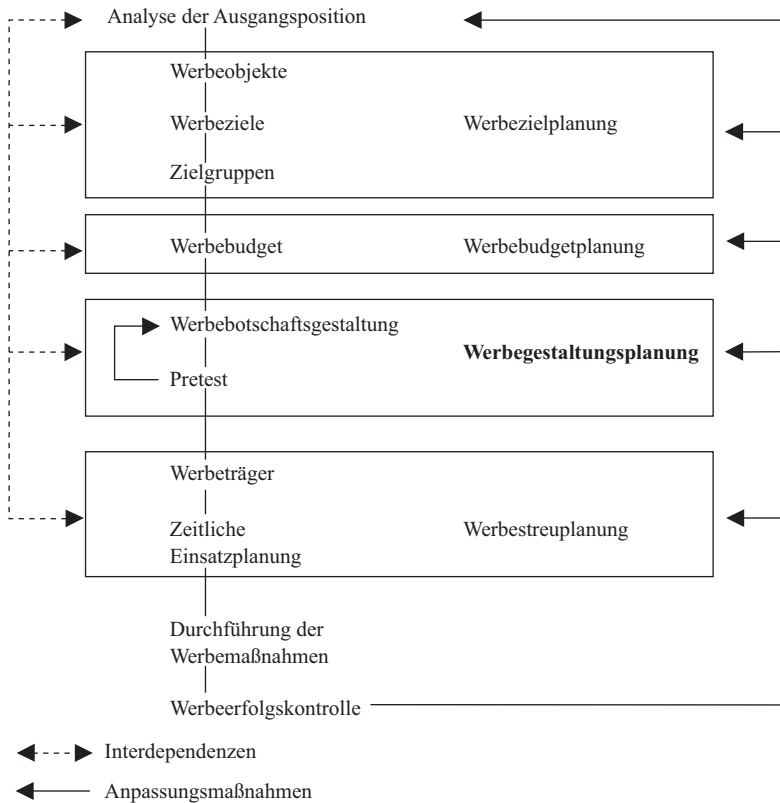 Analyse der Ausgangsposition
Werbeobjekte
Werbeziele
Werbezielplanung
Zielgruppen
Werbebudget
Werbebudgetplanung
Werbebotschaftsgestaltung
Werbegestaltungsplanung
Pretest
Werbeträger
Zeitliche
Einsatzplanung
Werbestreuplanung
Durchführung der
Werbemaßnahmen
Werbeerfolgskontrolle
Interdependenzen
Anpassungsmaßnahmen